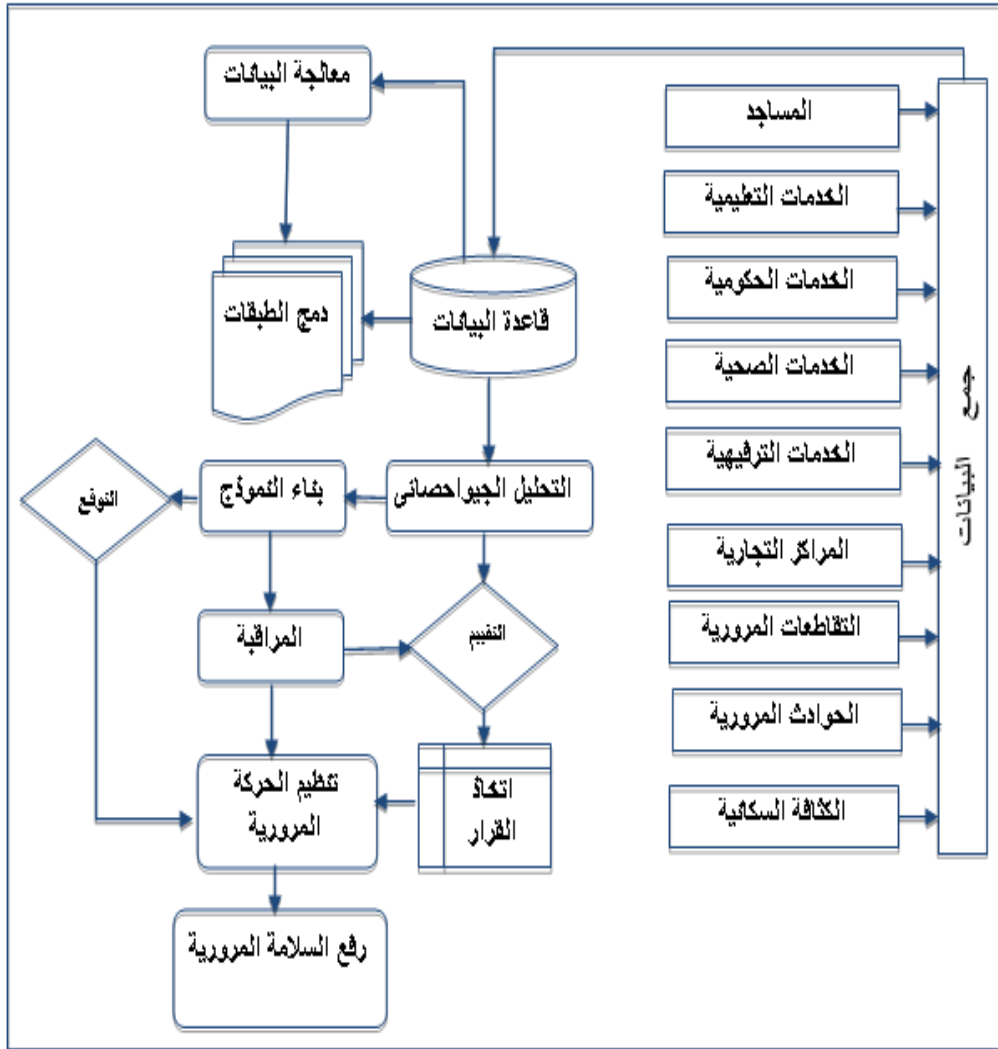 معالجة البيانات
المساجد
الخدمات التعليمية
الخدمات الحكومية
دمج الطبقات
قاعدة البيانات
الخدمات الصحية
جمع البيانات
الخدمات الترفيهية
التحليل الجيواحصائى
بناء النموذج
التوقع
المراكز التجارية
التقاطعات المرورية
المراقبة
التقييم
الحوادث المرورية
تنظيم الحركة
المرورية
اتخاذ
القرار
الكثافة السكانية
رفع السلامة المرورية